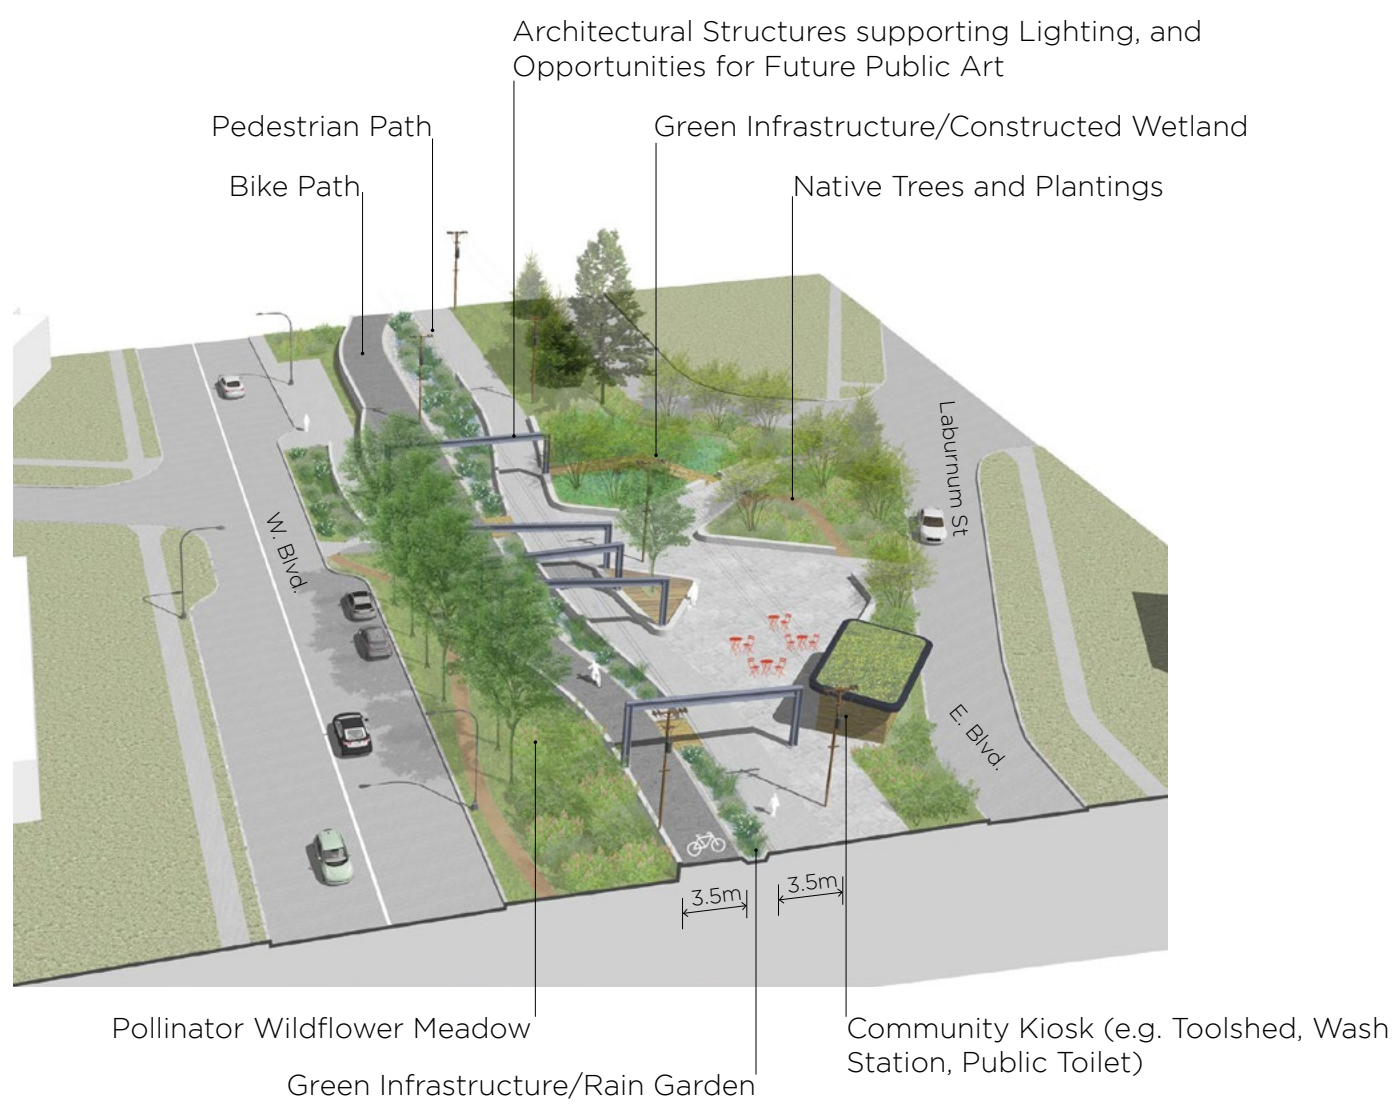 Architectural Structures supporting Lighting, and
Opportunities for Future Public Art
Pedestrian Path
Green Infrastructure/Constructed Wetland
Bike Path
Native Trees and Plantings
Laburnum St
W. Blvd.
E. Blvd.
3.5m
3.5m
Pollinator Wildflower Meadow
Community Kiosk (e.g. Toolshed, Wash
Station, Public Toilet)
Green Infrastructure/Rain Garden